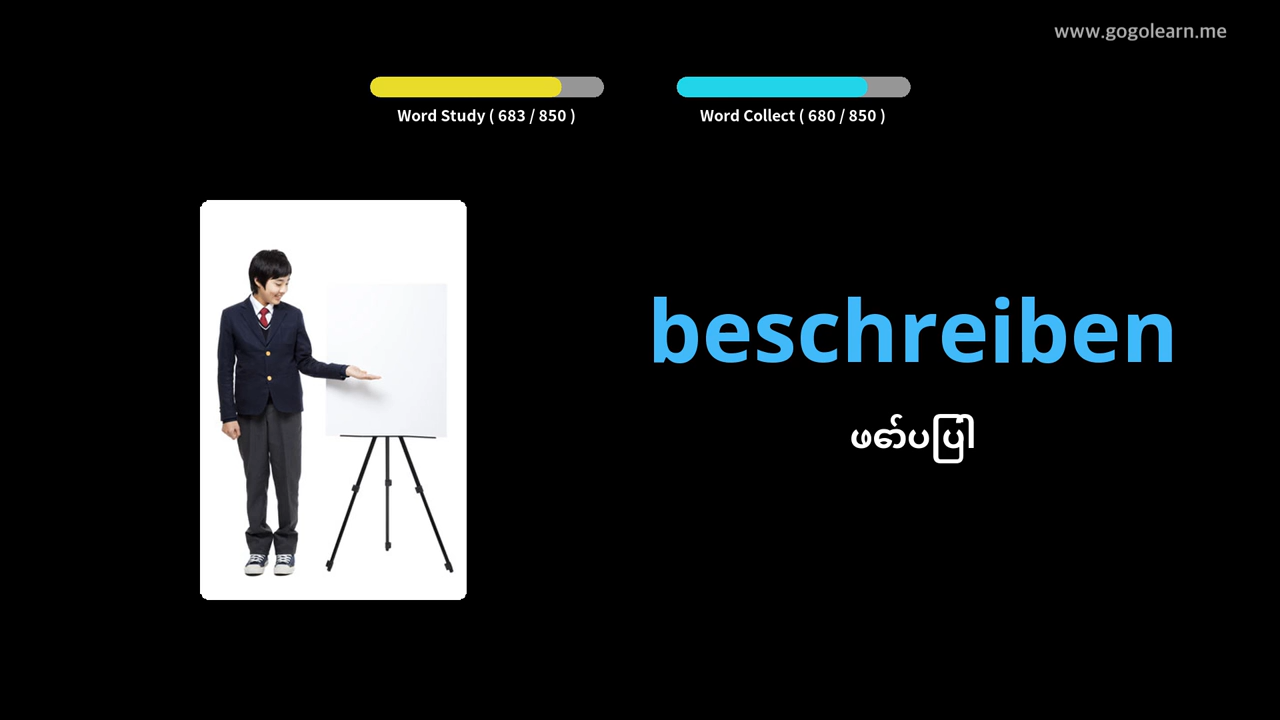 www.gogolearn.me
Word Study ( 683 / 850 )
Word Collect ( 680 / 850 )
beschreiben
ဖော်ပြပါ